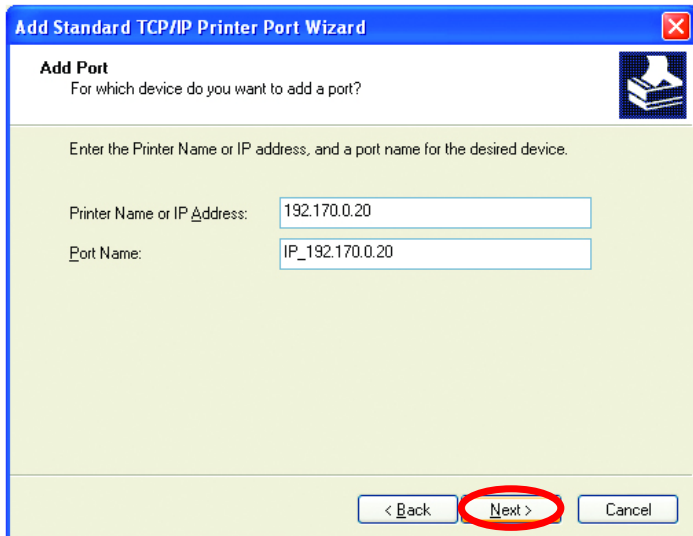 Add Standard TCP/IP Printer Port Wizard
Add Port
For which device do you want to add a port?
Enter the Printer Name or IP address, and a port name for the desired device.
Printer Name or IP Address: 192.170.0.20
Port Name: IP_192.170.0.20
< Back Next > Cancel